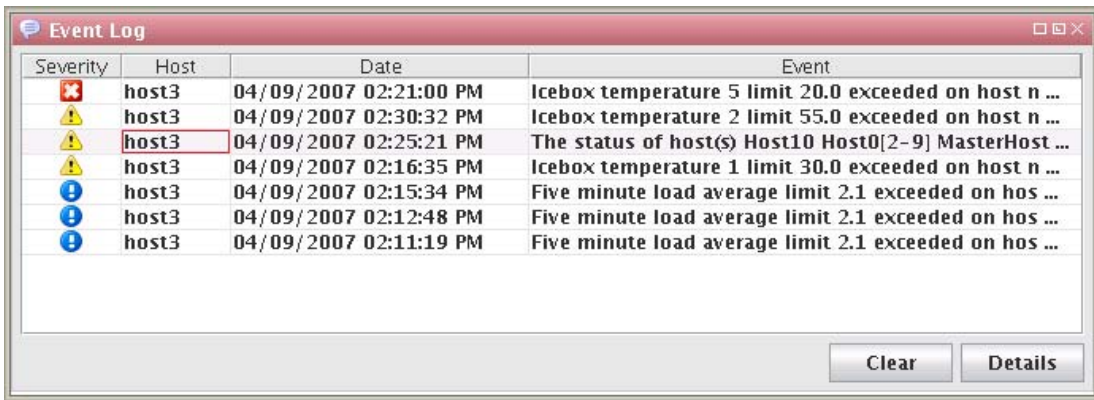 Event Log
Severity Host Date Event
host3 04/09/2007 02:21:00 PM Icebox temperature 5 limit 20.0 exceeded on host n ...
host3 04/09/2007 02:30:32 PM Icebox temperature 2 limit 55.0 exceeded on host n ...
host3 04/09/2007 02:25:21 PM The status of host(s) Host10 Host0[2-9] MasterHost ...
host3 04/09/2007 02:16:35 PM Icebox temperature 1 limit 30.0 exceeded on host n ...
host3 04/09/2007 02:15:34 PM Five minute load average limit 2.1 exceeded on hos ...
host3 04/09/2007 02:12:48 PM Five minute load average limit 2.1 exceeded on hos ...
host3 04/09/2007 02:11:19 PM Five minute load average limit 2.1 exceeded on hos ...
Clear Details